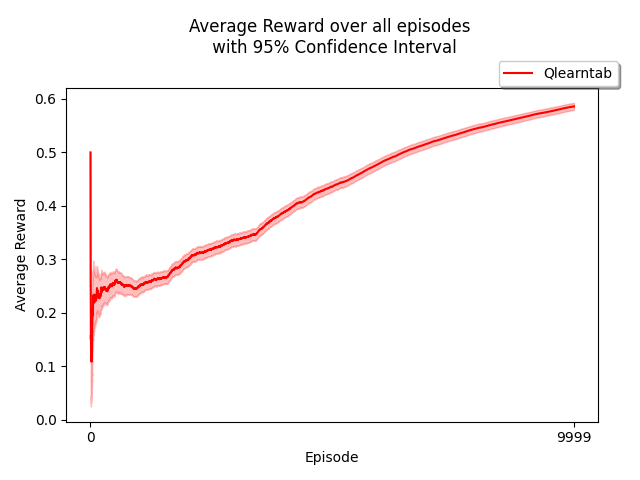 Average Reward over all episodes
with 95% Confidence Interval
Qlearntab
0.6
0.5
0.4
0.3
0.2
0.1
0.0
Average Reward
0
9999
Episode